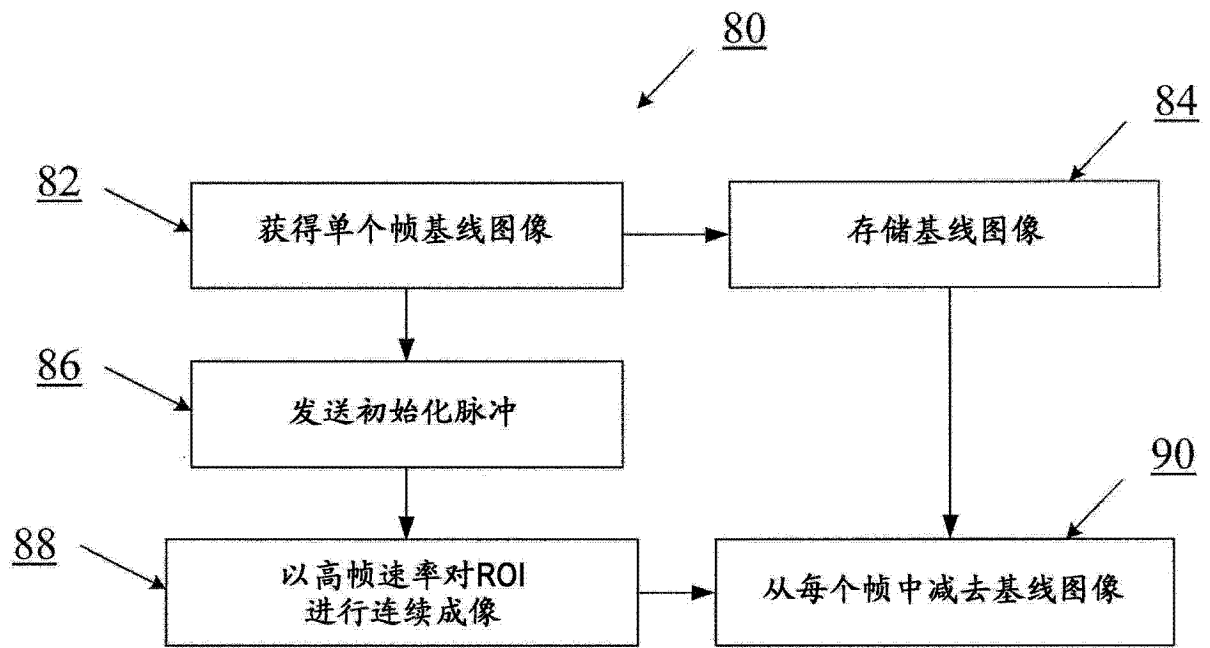 80
84
82
获得单个帧基线图像
存储基线图像
86
发送初始化脉冲
90
88
以高帧速率对ROI
进行连续成像
从每个帧中减去基线图像